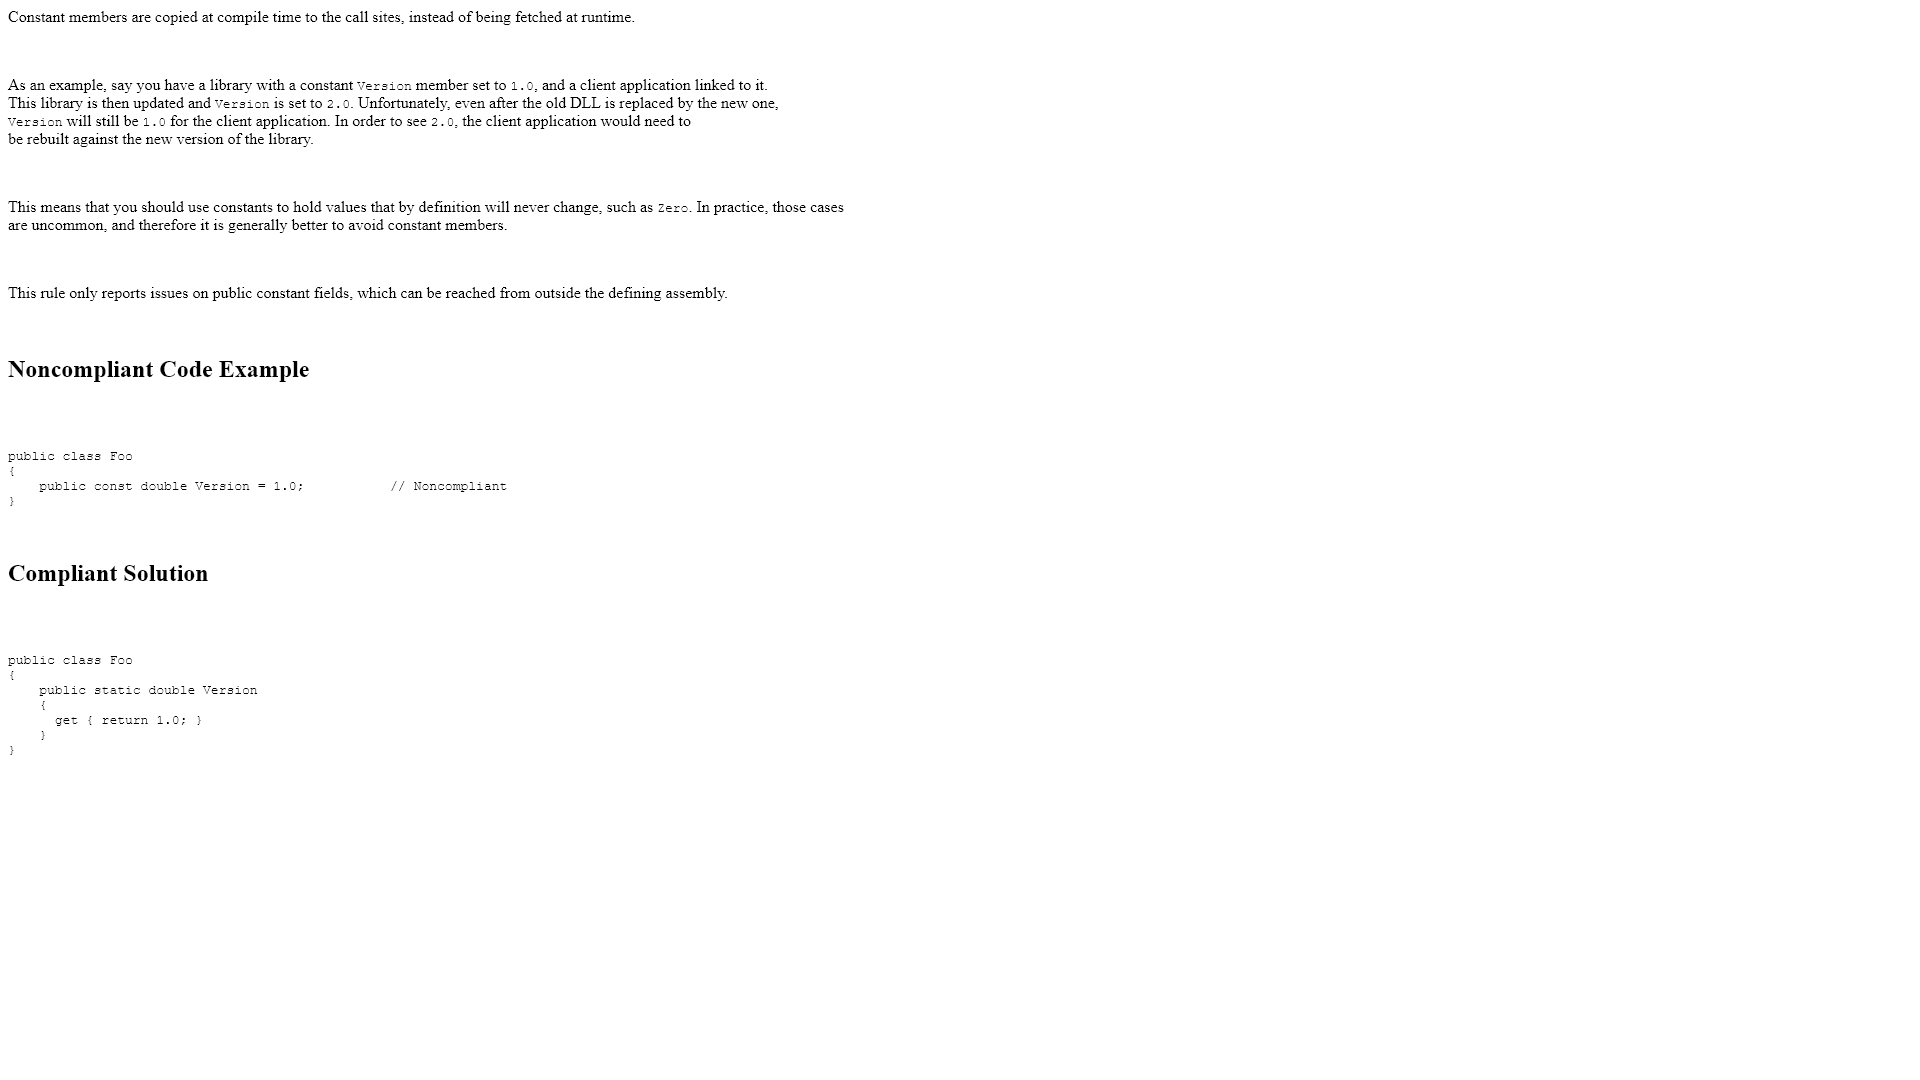 Constant members are copied at compile time to the call sites, instead of being fetched at runtime.
As an example, say you have a library with a constant Version member set to 1.0, and a client application linked to it.
This library is then updated and Version is set to 2.0. Unfortunately, even after the old DLL is replaced by the new one,
Version will still be 1.0 for the client application. In order to see 2.0, the client application would need to
be rebuilt against the new version of the library.
This means that you should use constants to hold values that by definition will never change, such as Zero. In practice, those cases
are uncommon, and therefore it is generally better to avoid constant members.
This rule only reports issues on public constant fields, which can be reached from outside the defining assembly.
Noncompliant Code Example
public class Foo
{
    public const double Version = 1.0;           // Noncompliant
}
Compliant Solution
public class Foo
{
    public static double Version
    {
      get { return 1.0; }
    }
}